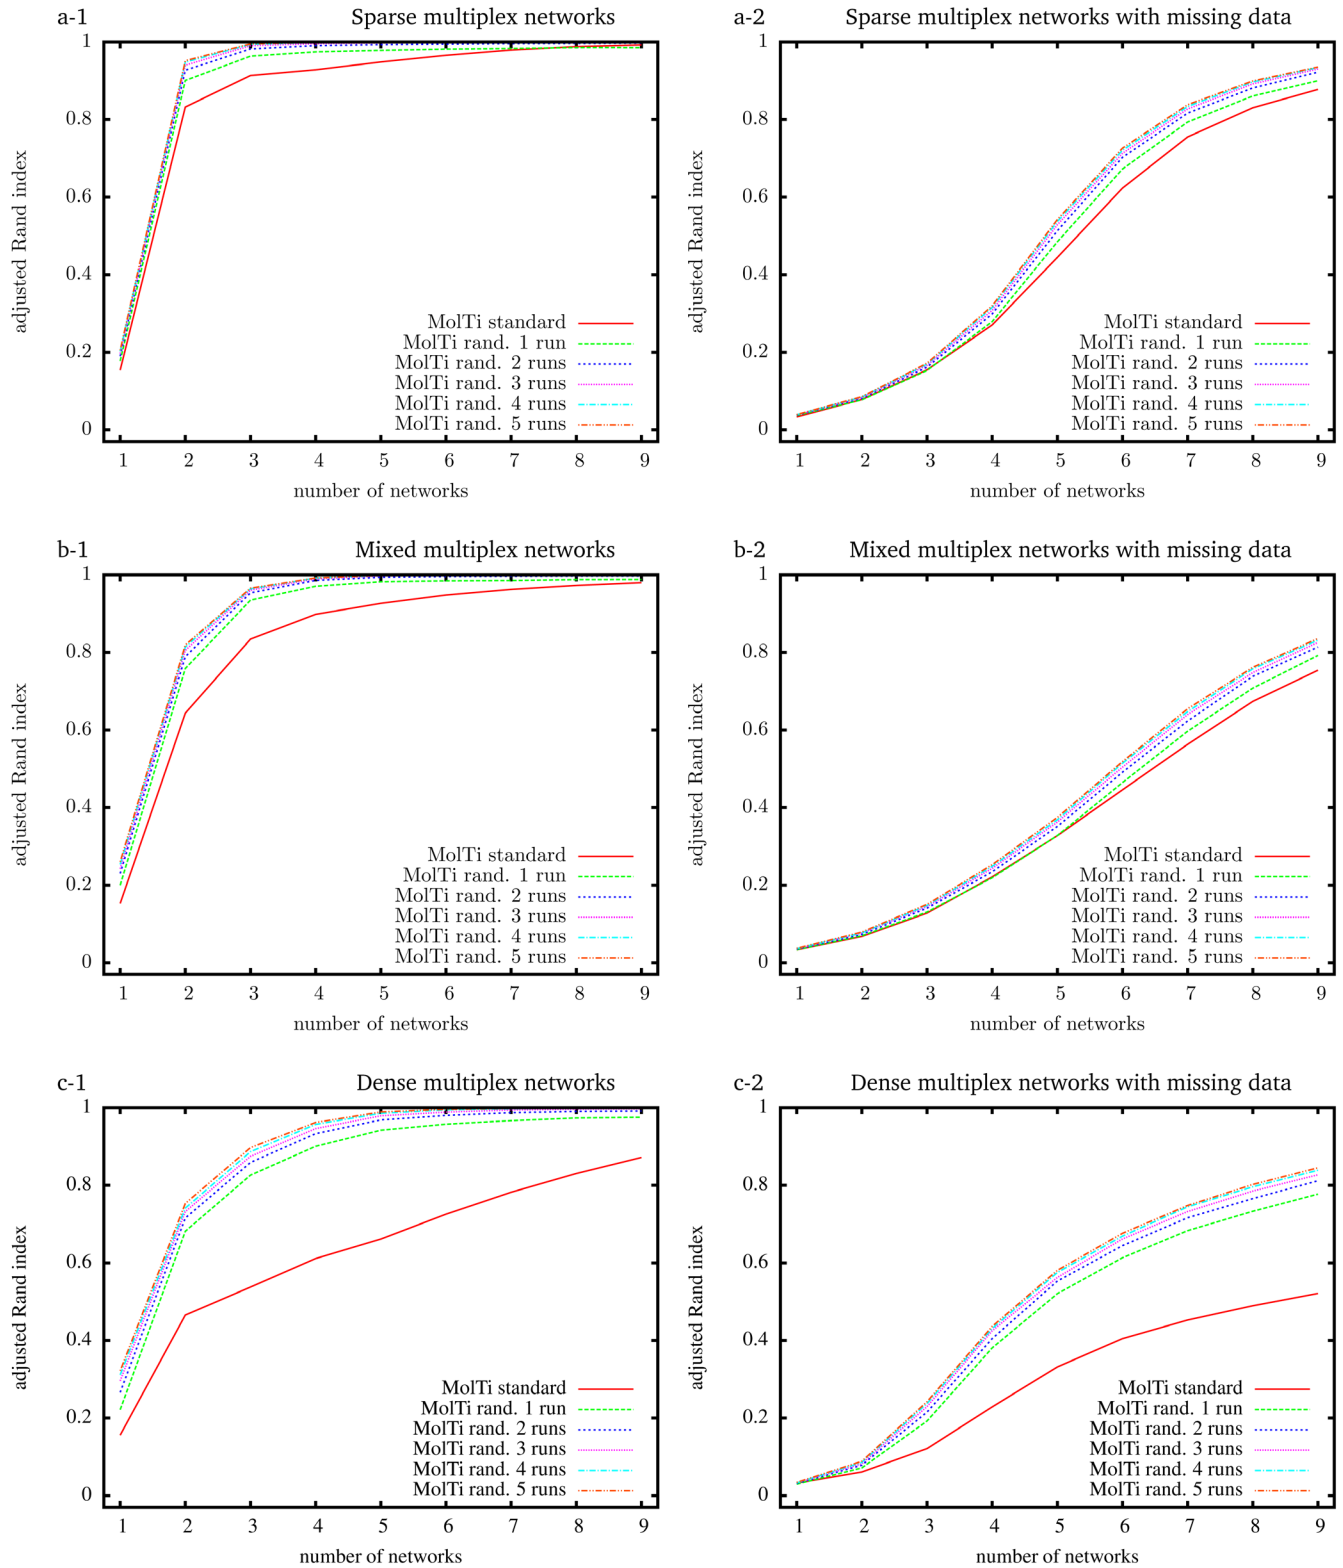 a-1 Sparse multiplex networks
1
0.8
0.6
0.4
0.2
0
adjusted Rand index
MolTi standard
MolTi rand. 1 run
MolTi rand. 2 runs
MolTi rand. 3 runs
MolTi rand. 4 runs
MolTi rand. 5 runs
1 2 3 4 5 6 7 8 9
number of networks
a-2 Sparse multiplex networks with missing data
1
0.8
0.6
0.4
0.2
0
adjusted Rand index
MolTi standard
MolTi rand. 1 run
MolTi rand. 2 runs
MolTi rand. 3 runs
MolTi rand. 4 runs
MolTi rand. 5 runs
1 2 3 4 5 6 7 8 9
number of networks
b-1 Mixed multiplex networks
1
0.8
0.6
0.4
0.2
0
adjusted Rand index
MolTi standard
MolTi rand. 1 run
MolTi rand. 2 runs
MolTi rand. 3 runs
MolTi rand. 4 runs
MolTi rand. 5 runs
1 2 3 4 5 6 7 8 9
number of networks
b-2 Mixed multiplex networks with missing data
1
0.8
0.6
0.4
0.2
0
adjusted Rand index
MolTi standard
MolTi rand. 1 run
MolTi rand. 2 runs
MolTi rand. 3 runs
MolTi rand. 4 runs
MolTi rand. 5 runs
1 2 3 4 5 6 7 8 9
number of networks
c-1 Dense multiplex networks
1
0.8
0.6
0.4
0.2
0
adjusted Rand index
MolTi standard
MolTi rand. 1 run
MolTi rand. 2 runs
MolTi rand. 3 runs
MolTi rand. 4 runs
MolTi rand. 5 runs
1 2 3 4 5 6 7 8 9
number of networks
c-2 Dense multiplex networks with missing data
1
0.8
0.6
0.4
0.2
0
adjusted Rand index
MolTi standard
MolTi rand. 1 run
MolTi rand. 2 runs
MolTi rand. 3 runs
MolTi rand. 4 runs
MolTi rand. 5 runs
1 2 3 4 5 6 7 8 9
number of networks